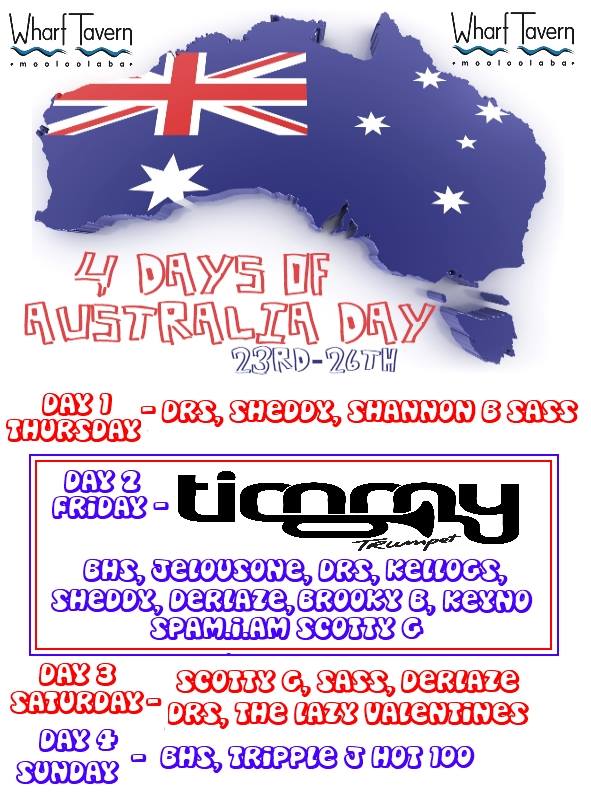 Wharf Tavern
• mooloolaba •
Wharf Tavern
• mooloolaba •
4 DAYS OF
AUSTRALIA DAY
23RD-26TH
DAY 1
THURSDAY - DRS, SHEDDY, SHANNON B SASS
DAY 2
FRIDAY -
timmy
Trumpet
BHS, JELOUSONE, DRS, KELLOGS,
SHEDDY, DERLAZE, BROOKY B, KEYNO
SPAM.I.AM SCOTTY G
DAY 3
SATURDAY -
SCOTTY G, SASS, DERLAZE
DRS, THE LAZY VALENTINES
DAY 4
SUNDAY - BHS, TRIPPLE J HOT 100